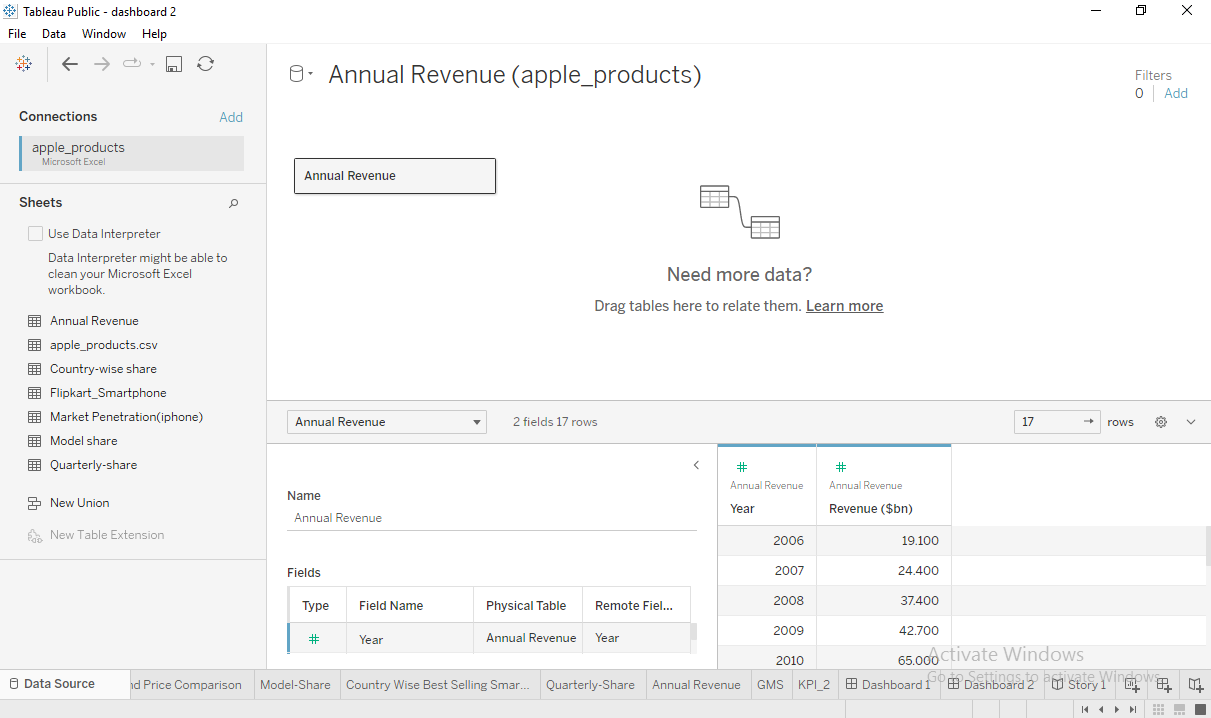 Tableau Public - dashboard 2
File Data Window Help
Annual Revenue (apple_products)
Filters
0 Add
Connections Add
apple_products
Microsoft Excel
Sheets
Use Data Interpreter
Data Interpreter might be able to
clean your Microsoft Excel
workbook.
Annual Revenue
apple_products.csv
Country-wise share
Flipkart_Smartphone
Market Penetration(iphone)
Model share
Quarterly-share
New Union
New Table Extension
Annual Revenue
Need more data?
Drag tables here to relate them. Learn more
Annual Revenue 2 fields 17 rows 17 rows
Name
Annual Revenue
Fields
Type Field Name Physical Table Remote Fiel...
Year Annual Revenue Year
Annual Revenue Annual Revenue
Year Revenue ($bn)
2006 19.100
2007 24.400
2008 37.400
2009 42.700
2010 65.000
Activate Windows
Go to Settings to activate Windows.
Data Source nd Price Comparison Model-Share Country Wise Best Selling Smar... Quarterly-Share Annual Revenue GMS KPI_2 Dashboard 1 Dashboard 2 Story 1